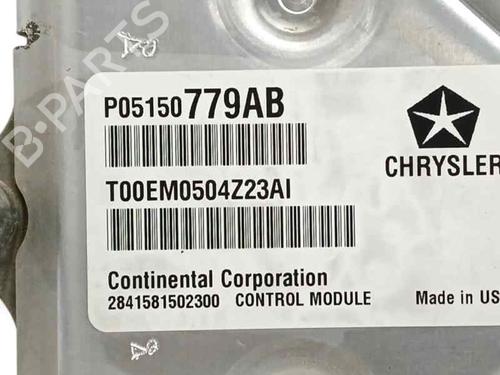 B-PARTS
P05150779AB
CHRYSLER
T00EM0504Z23AI
Continental Corporation
2841581502300 CONTROL MODULE Made in US